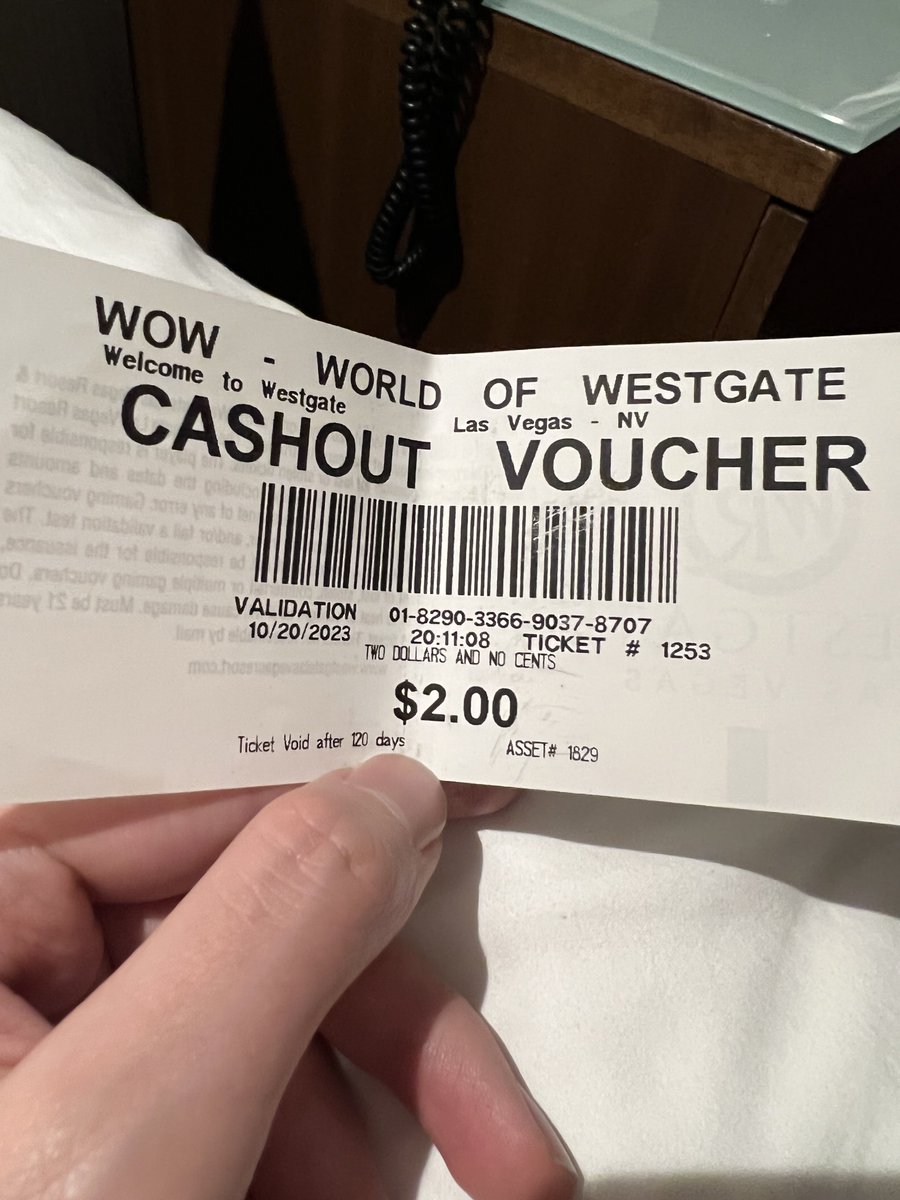 WOW - WORLD OF WESTGATE
Welcome to Westgate
Las Vegas - NV
CASHOUT VOUCHER
VALIDATION 01-8290-3366-9037-8707
10/20/2023 20:11:08 TICKET # 1253
TWO DOLLARS AND NO CENTS
$2.00
Ticket Void after 120 days ASSET# 1829